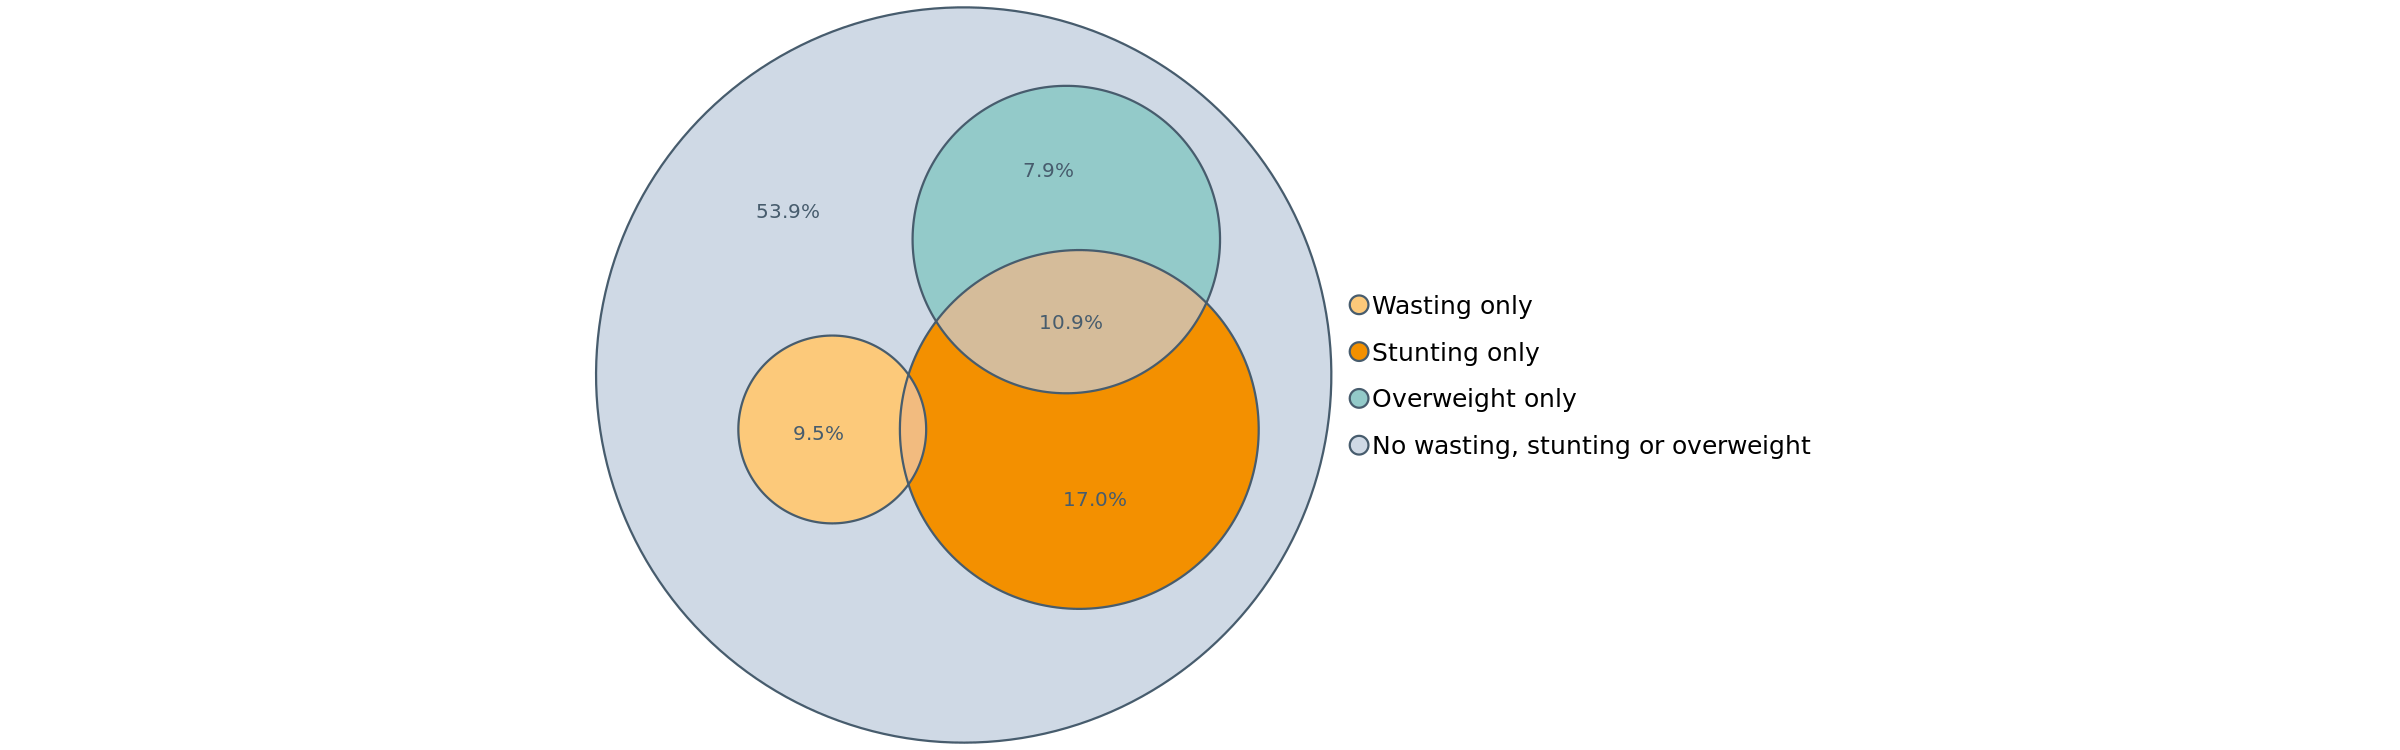 7.9%
53.9%
10.9%
9.5%
17.0%
Wasting only
Stunting only
Overweight only
No wasting, stunting or overweight